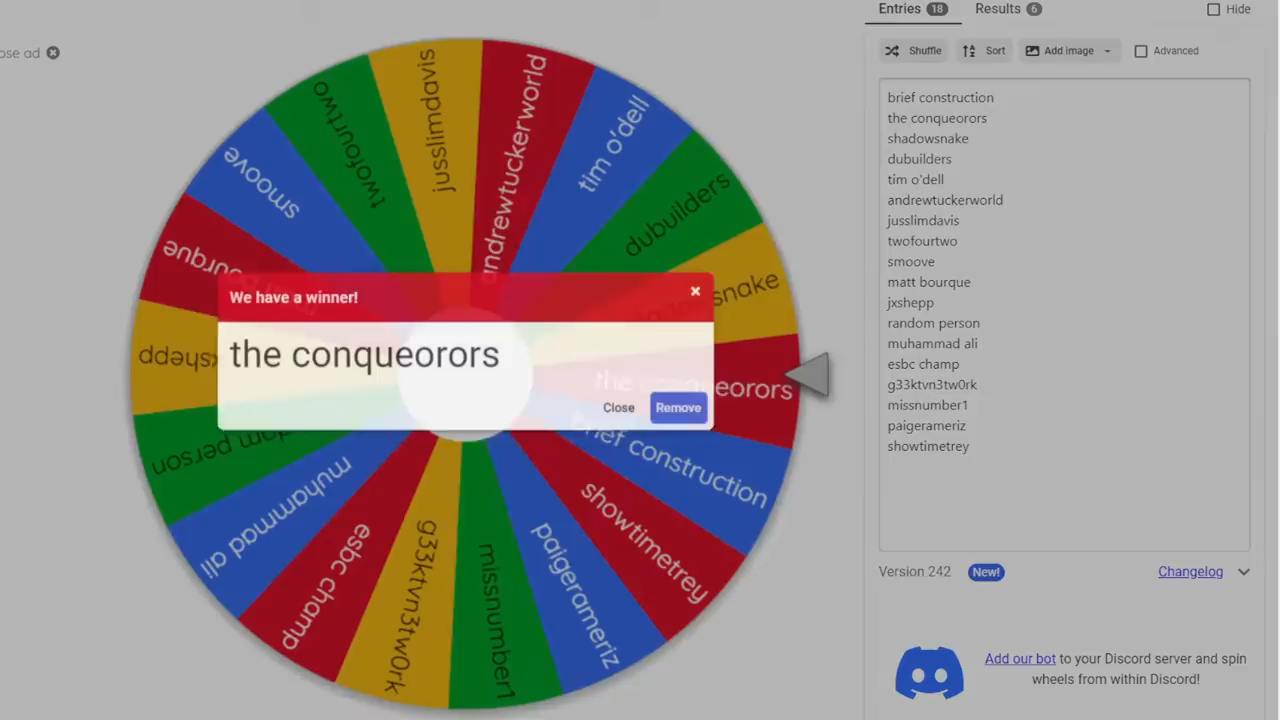 Entries 18
Results 6
Hide
ose ad
Shuffle
Sort
Add image
Advanced
brief construction
the conqueorors
shadowsnake
dubuilders
tim o'dell
andrewtuckerworld
jusslimdavis
twofourtwo
smoove
matt bourque
jxshepp
random person
muhammad ali
esbc champ
g33ktvn3tw0rk
missnumber1
paigerameriz
showtimetrey
jusslimdavis
andrewtuckerworld
tim o'dell
dubuilders
snake
the conqueorors
brief construction
showtimetrey
paigerameriz
missnumber1
g33ktvn3tw0rk
esbc champ
muhammad ali
person
xshepp
ourque
smoove
twofourtwo
We have a winner!
the conqueorors
Close
Remove
Version 242
New!
Changelog
Add our bot to your Discord server and spin
wheels from within Discord!